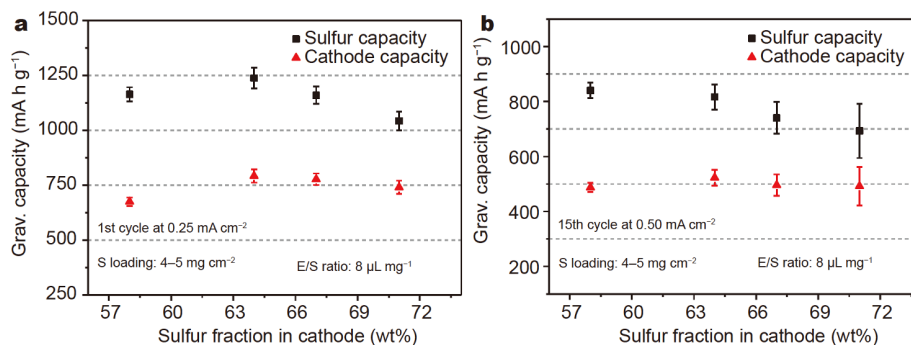 a
Sulfur capacity
Cathode capacity
Grav. capacity (mA h g⁻¹)
1500
1250
1000
750
500
250
1st cycle at 0.25 mA cm⁻²
S loading: 4–5 mg cm⁻²
E/S ratio: 8 μL mg⁻¹
57 60 63 66 69 72
Sulfur fraction in cathode (wt%)
b
Sulfur capacity
Cathode capacity
Grav. capacity (mA h g⁻¹)
1000
800
600
400
200
15th cycle at 0.50 mA cm⁻²
S loading: 4–5 mg cm⁻²
E/S ratio: 8 μL mg⁻¹
57 60 63 66 69 72
Sulfur fraction in cathode (wt%)